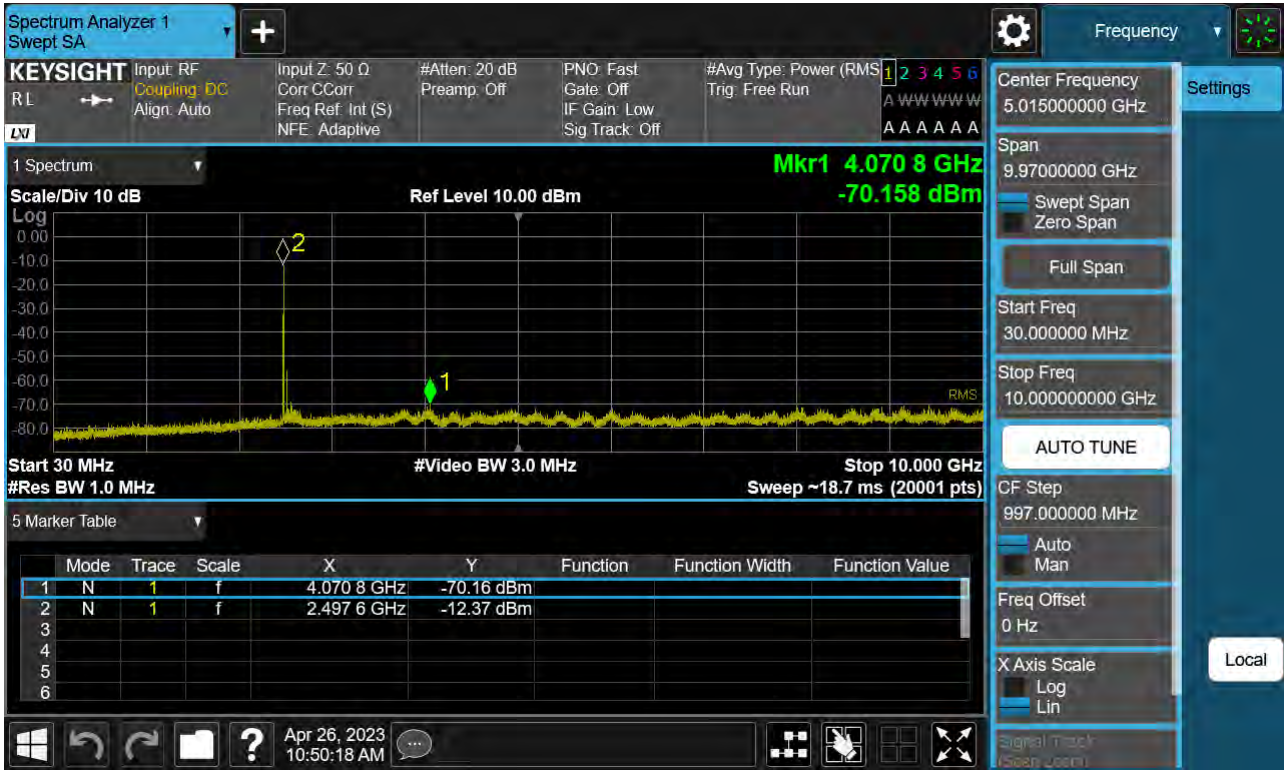 Spectrum Analyzer 1
Swept SA
+
Frequency
KEYSIGHT
RL
LXI
Input: RF
Coupling: DC
Align: Auto
Input Z: 50 Ω
Corr CCorr
Freq Ref: Int (S)
NFE: Adaptive
#Atten: 20 dB
Preamp: Off
PNO: Fast
Gate: Off
IF Gain: Low
Sig Track: Off
#Avg Type: Power (RMS
Trig: Free Run
1 2 3 4 5 6
A W W W W W
A A A A A A
1 Spectrum
Scale/Div 10 dB
Ref Level 10.00 dBm
Mkr1 4.070 8 GHz
-70.158 dBm
Log
0.00
-10.0
-20.0
-30.0
-40.0
-50.0
-60.0
-70.0
-80.0
2
1
RMS
Start 30 MHz
#Res BW 1.0 MHz
#Video BW 3.0 MHz
Stop 10.000 GHz
Sweep ~18.7 ms (20001 pts)
5 Marker Table
Mode Trace Scale X Y Function Function Width Function Value
1 N 1 f 4.070 8 GHz -70.16 dBm
2 N 1 f 2.497 6 GHz -12.37 dBm
3
4
5
6
?
Apr 26, 2023
10:50:18 AM
Center Frequency
5.015000000 GHz
Span
9.97000000 GHz
Swept Span
Zero Span
Full Span
Start Freq
30.000000 MHz
Stop Freq
10.000000000 GHz
AUTO TUNE
CF Step
997.000000 MHz
Auto
Man
Freq Offset
0 Hz
X Axis Scale
Log
Lin
Signal Track
(Span Zoom)
Settings
Local